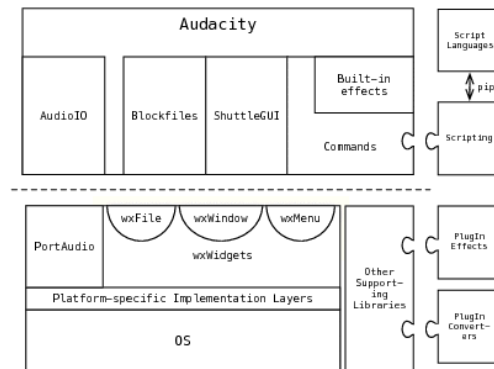 Audacity
Script
Languages
Built-in
effects
AudioIO
Blockfiles
ShuttleGUI
Commands
pip
Scripting
wxFile
wxWindow
wxMenu
PortAudio
wxWidgets
PlugIn
Effects
Other
Support-
ing
Libraries
Platform-specific Implementation Layers
PlugIn
Convert-
ers
OS